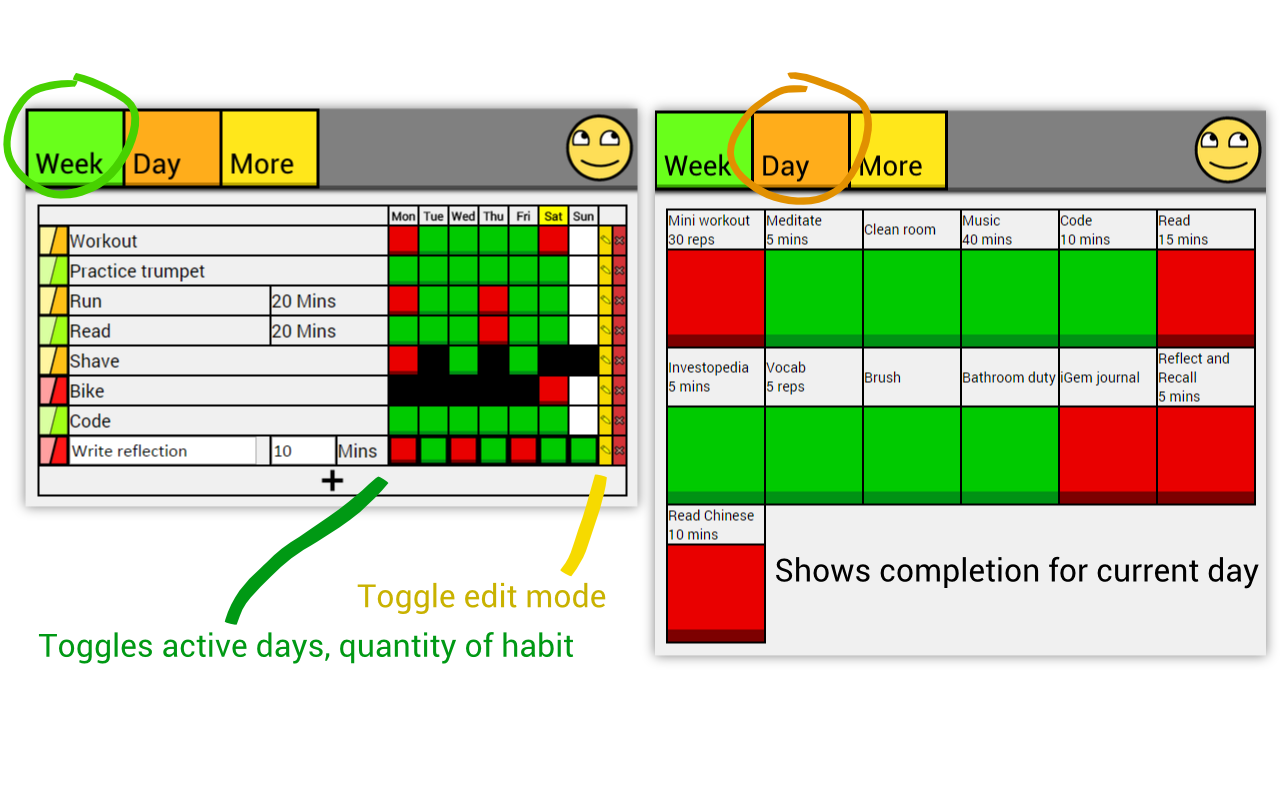 Week Day More
Mon Tue Wed Thu Fri Sat Sun
Workout
Practice trumpet
Run 20 Mins
Read 20 Mins
Shave
Bike
Code
Write reflection 10 Mins
+
Toggle edit mode
Toggles active days, quantity of habit
Week Day More
Mini workout Meditate Clean room Music Code Read
30 reps 5 mins 40 mins 10 mins 15 mins
Investopedia Vocab Brush Bathroom duty iGem journal Reflect and
Recall
5 mins 5 reps 5 mins
Read Chinese
10 mins
Shows completion for current day